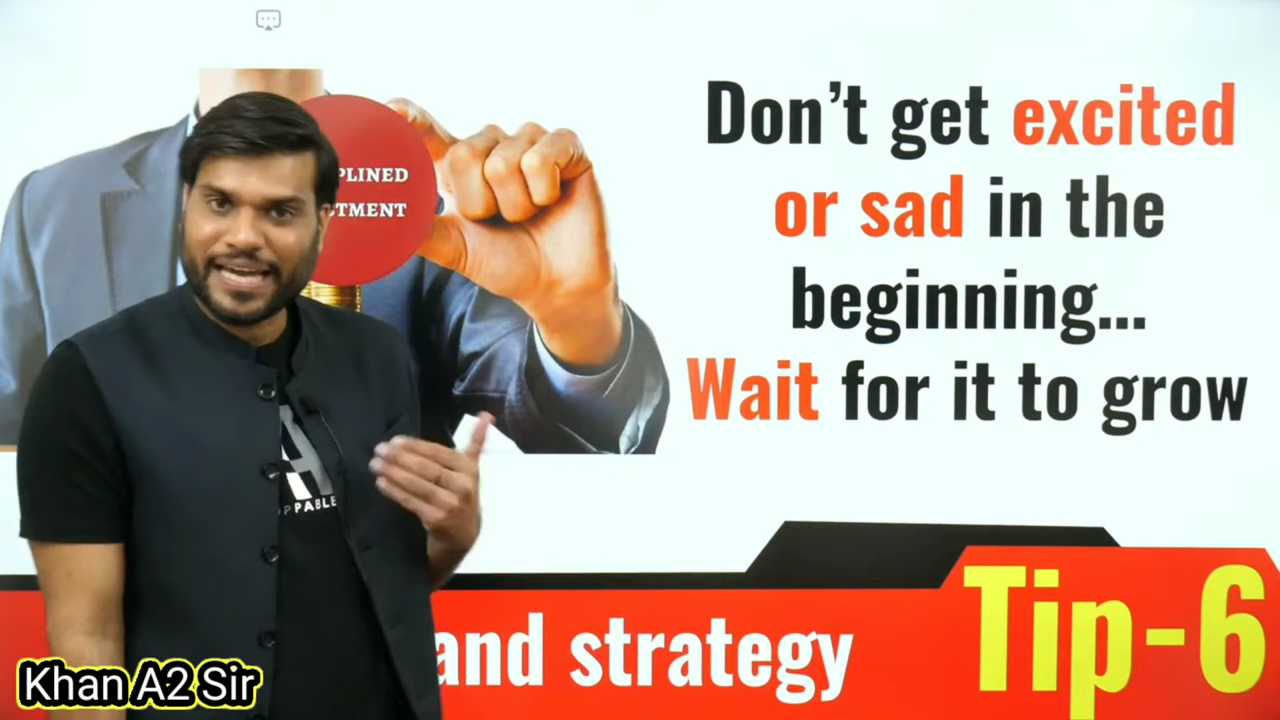 Don't get excited
or sad in the
beginning...
Wait for it to grow
and strategy
Tip-6
Khan A2 Sir